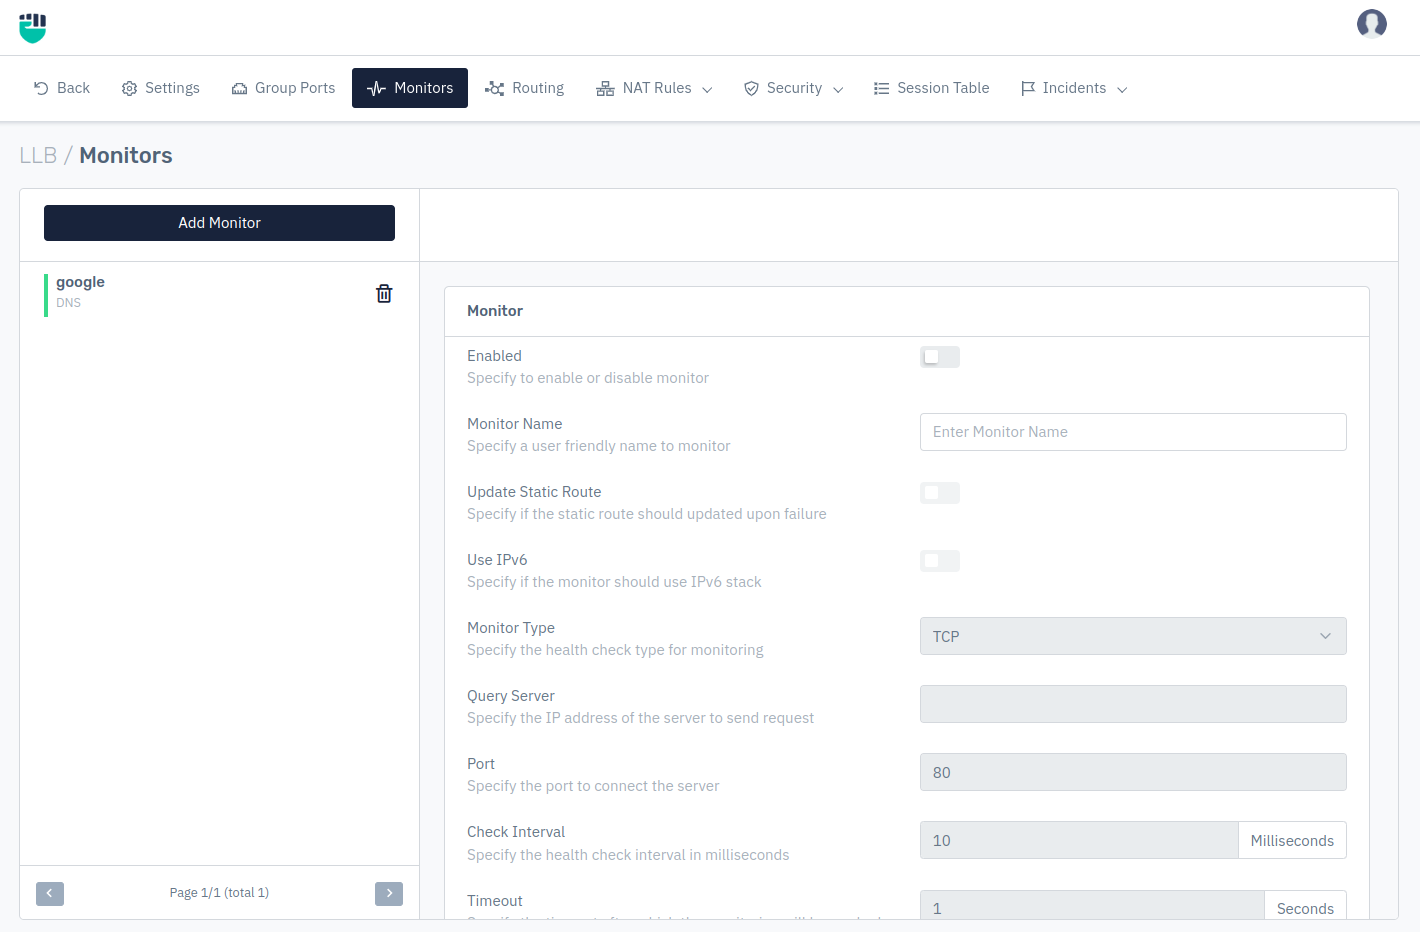 Back
Settings
Group Ports
Monitors
Routing
NAT Rules
Security
Session Table
Incidents
LLB / Monitors
Add Monitor
google
DNS
Page 1/1 (total 1)
Monitor
Enabled
Specify to enable or disable monitor
Monitor Name
Specify a user friendly name to monitor
Enter Monitor Name
Update Static Route
Specify if the static route should updated upon failure
Use IPv6
Specify if the monitor should use IPv6 stack
Monitor Type
Specify the health check type for monitoring
TCP
Query Server
Specify the IP address of the server to send request
Port
Specify the port to connect the server
80
Check Interval
Specify the health check interval in milliseconds
10
Milliseconds
Timeout
1
Seconds